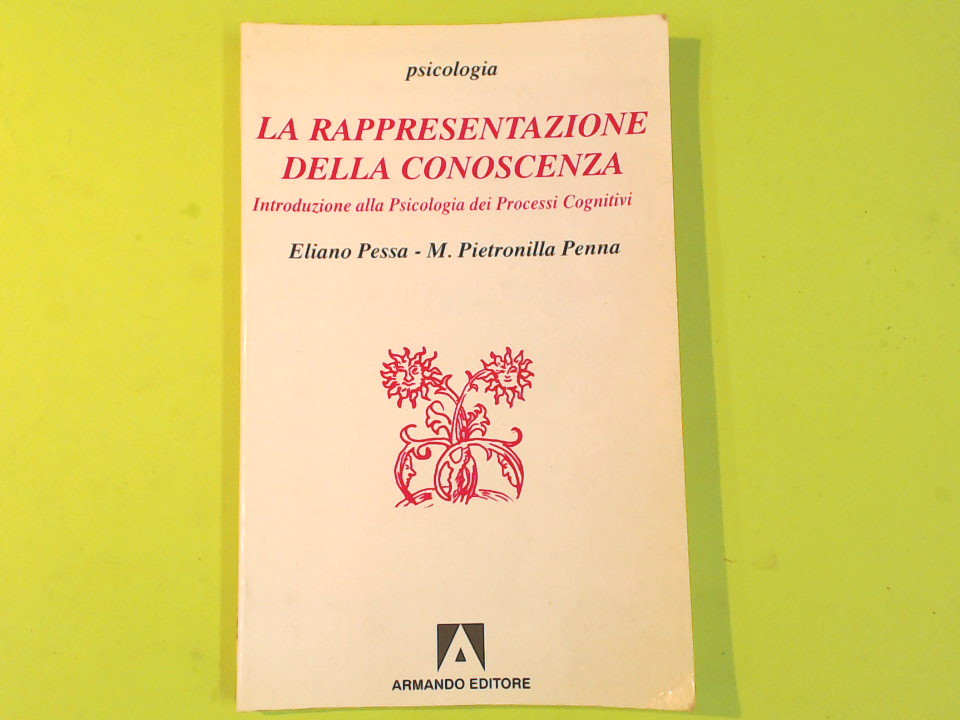 psicologia
LA RAPPRESENTAZIONE
DELLA CONOSCENZA
Introduzione alla Psicologia dei Processi Cognitivi
Eliano Pessa - M. Pietronilla Penna
ARMANDO EDITORE